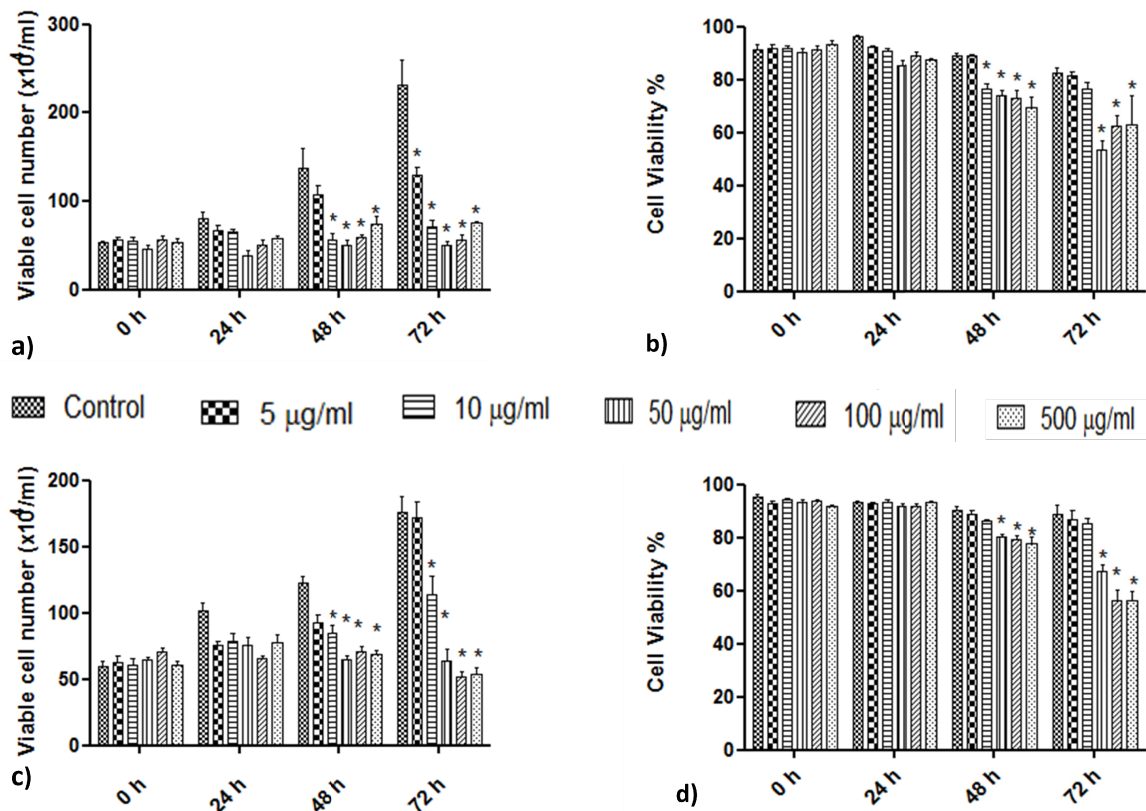 Viable cell number (x10⁴/ml)
300
200
100
0
* * * * * * * * *
0 h
24 h
48 h
72 h
a)
Cell Viability %
100
80
60
40
20
0
* * * * * * *
0 h
24 h
48 h
72 h
b)
Control
5 µg/ml
10 µg/ml
50 µg/ml
100 µg/ml
500 µg/ml
Viable cell number (x10⁴/ml)
200
150
100
50
0
* * * * * * * *
0 h
24 h
48 h
72 h
c)
Cell Viability %
100
80
60
40
20
0
* * * * * *
0 h
24 h
48 h
72 h
d)